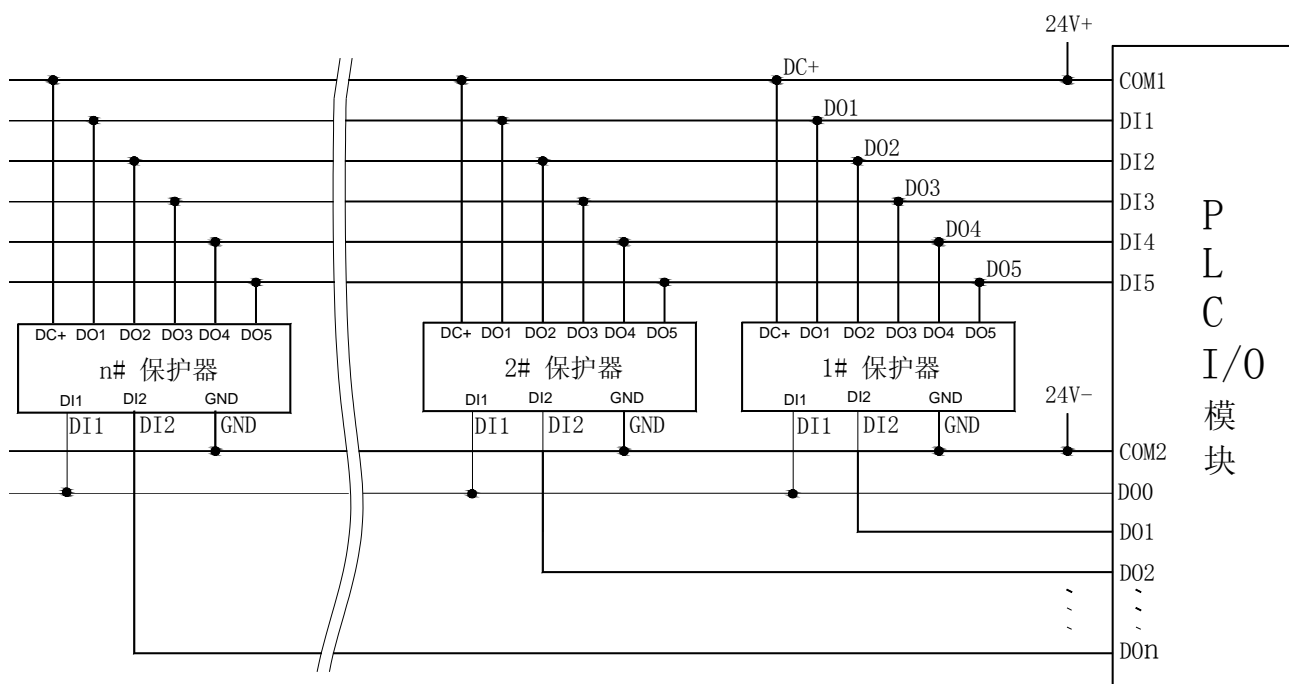 24V+
DC+
COM1
DO1
DI1
DO2
DI2
DO3
DI3
DO4
DI4
DO5
DI5
PLC I/O 模块
DC+ DO1 DO2 DO3 DO4 DO5
n# 保护器
DI1 DI2 GND
DI1 DI2 GND
DC+ DO1 DO2 DO3 DO4 DO5
2# 保护器
DI1 DI2 GND
DI1 DI2 GND
DC+ DO1 DO2 DO3 DO4 DO5
1# 保护器
DI1 DI2 GND
DI1 DI2 GND
24V-
COM2
DO0
DO1
DO2
DOn